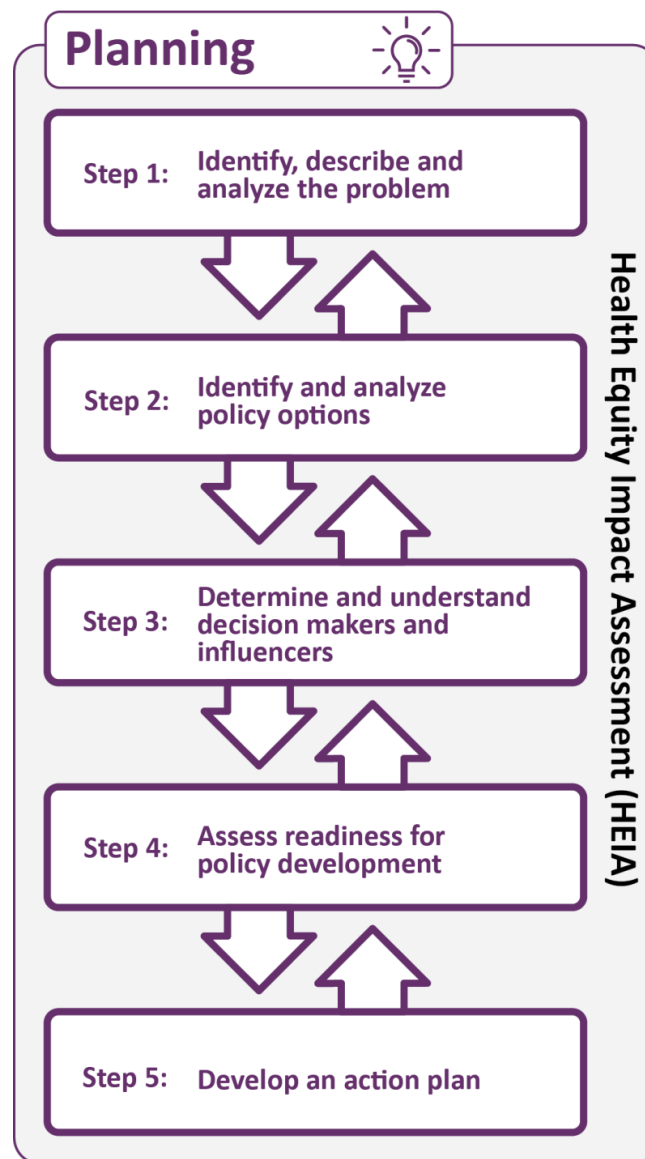 Planning
Step 1: Identify, describe and
analyze the problem
Step 2: Identify and analyze
policy options
Step 3: Determine and understand
decision makers and
influencers
Step 4: Assess readiness for
policy development
Step 5: Develop an action plan
Health Equity Impact Assessment (HEIA)